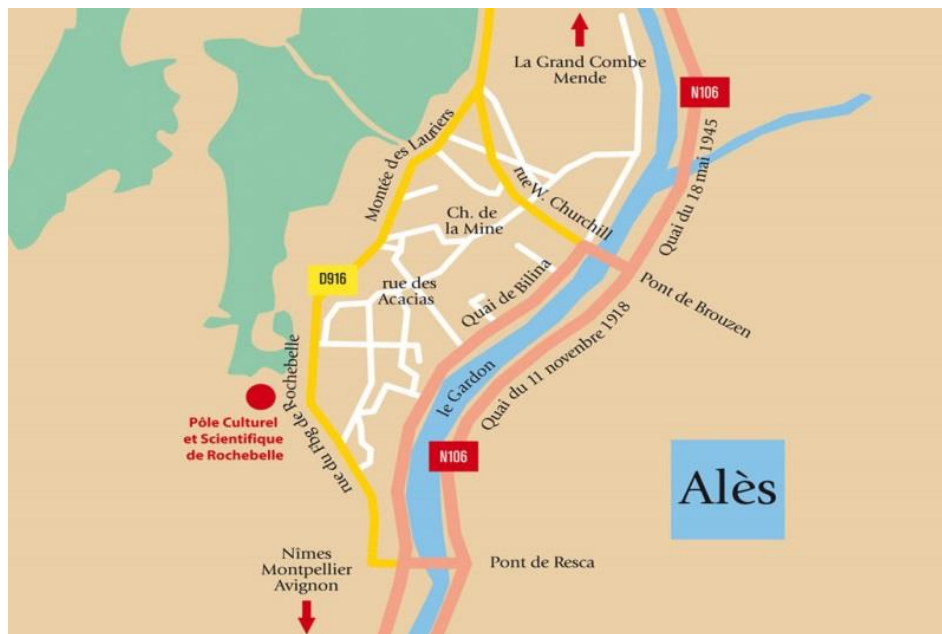 La Grand Combe
Mende
N106
Montée des Lauriers
rue W. Churchill
Quai du 18 mai 1945
Ch. de
la Mine
D916
rue des
Acacias
Quai de Bilina
Pont de Brouzen
Quai du 11 novenbre 1918
le Gardon
rue du Fbg de Rochebelle
Pôle Culturel
et Scientifique
de Rochebelle
N106
Alès
Nîmes
Montpellier
Avignon
Pont de Resca